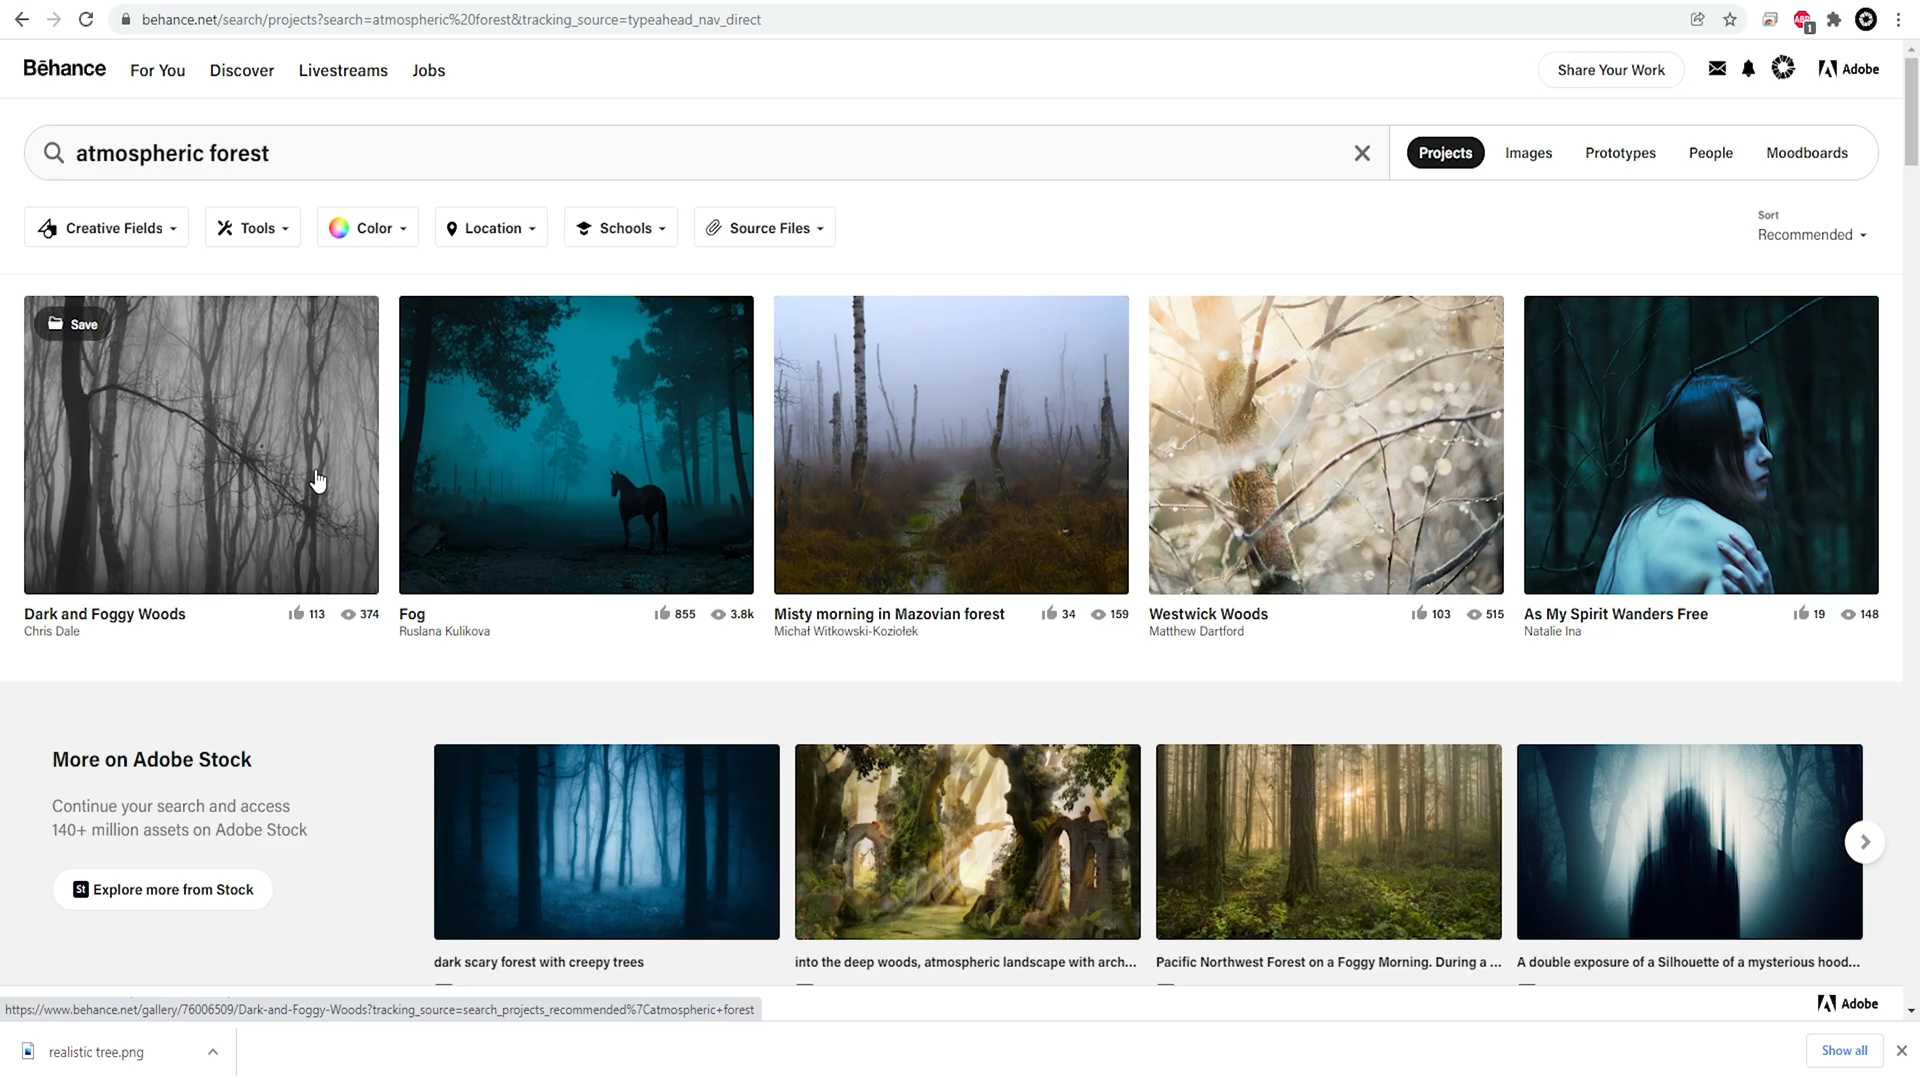 behance.net/search/projects?search=atmospheric%20forest&tracking_source=typeahead_nav_direct
ABP
1
Bēhance
For You
Discover
Livestreams
Jobs
Share Your Work
Adobe
atmospheric forest
Projects
Images
Prototypes
People
Moodboards
Creative Fields
Tools
Color
Location
Schools
Source Files
Sort
Recommended
Save
Dark and Foggy Woods
113
374
Chris Dale
Fog
855
3.8k
Ruslana Kulikova
Misty morning in Mazovian forest
34
159
Michał Witkowski-Koziołek
Westwick Woods
103
515
Matthew Dartford
As My Spirit Wanders Free
19
148
Natalie Ina
More on Adobe Stock
Continue your search and access
140+ million assets on Adobe Stock
St Explore more from Stock
dark scary forest with creepy trees
into the deep woods, atmospheric landscape with arch...
Pacific Northwest Forest on a Foggy Morning. During a ...
A double exposure of a Silhouette of a mysterious hood...
https://www.behance.net/gallery/76006509/Dark-and-Foggy-Woods?tracking_source=search_projects_recommended%7Catmospheric+forest
Adobe
realistic tree.png
Show all